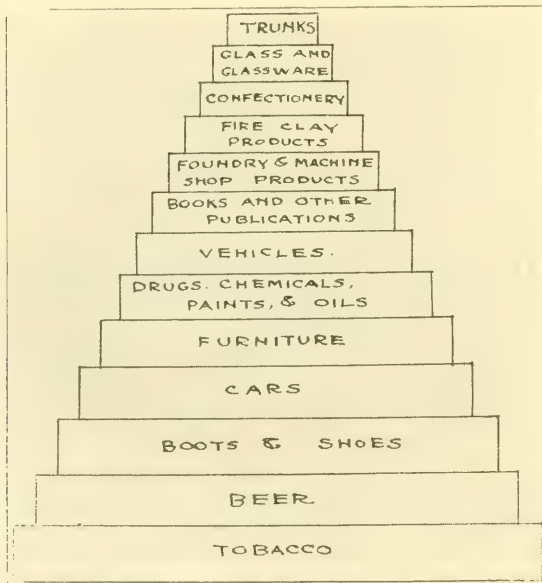 TRUNKS
GLASS AND
GLASSWARE
CONFECTIONERY
FIRE CLAY
PRODUCTS
FOUNDRY & MACHINE
SHOP PRODUCTS
BOOKS AND OTHER
PUBLICATIONS
VEHICLES.
DRUGS. CHEMICALS,
PAINTS, & OILS
FURNITURE
CARS
BOOTS & SHOES
BEER
TOBACCO